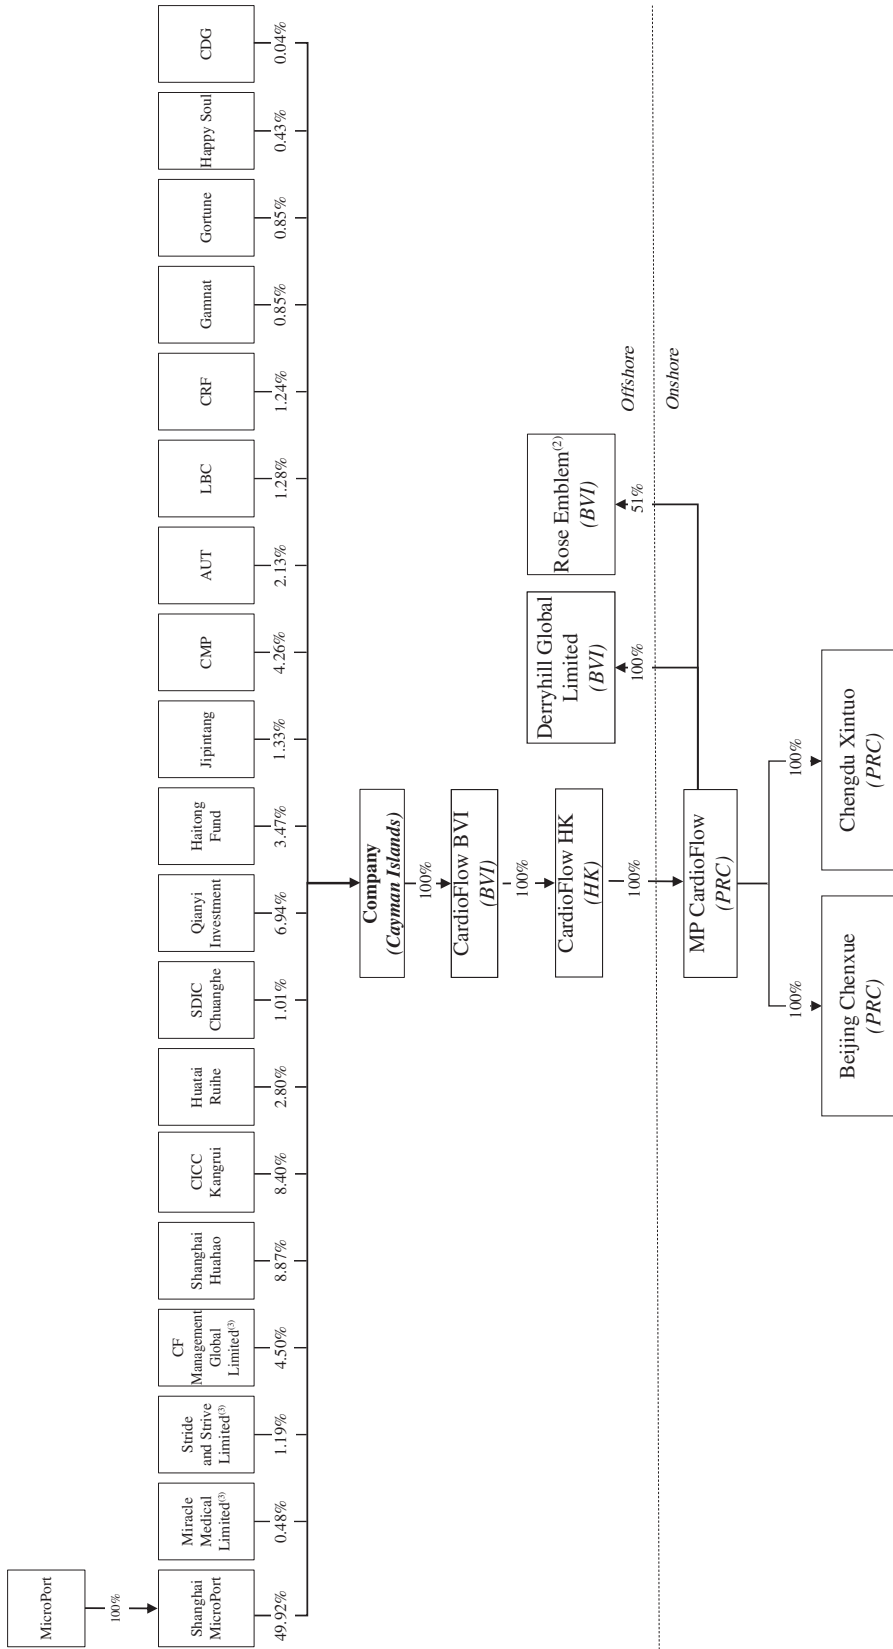 MicroPort
100%
Shanghai
MicroPort
Miracle
Medical
Limited(3)
Stride
and Strive
Limited(3)
CF
Management
Global
Limited(3)
Shanghai
Huahao
CICC
Kangrui
Huatai
Ruihe
SDIC
Chuanghe
Qianyi
Investment
Haitong
Fund
Jipintang
CMP
AUT
LBC
CRF
Gamnat
Gortune
Happy Soul
CDG
49.92%
0.48%
1.19%
4.50%
8.87%
8.40%
2.80%
1.01%
6.94%
3.47%
1.33%
4.26%
2.13%
1.28%
1.24%
0.85%
0.85%
0.43%
0.04%
Company
(Cayman Islands)
100%
CardioFlow BVI
(BVI)
100%
CardioFlow HK
(HK)
Derryhill Global
Limited
(BVI)
Rose Emblem(2)
(BVI)
100%
100%
51%
Offshore
Onshore
MP CardioFlow
(PRC)
100%
100%
Beijing Chenxue
(PRC)
Chengdu Xintuo
(PRC)